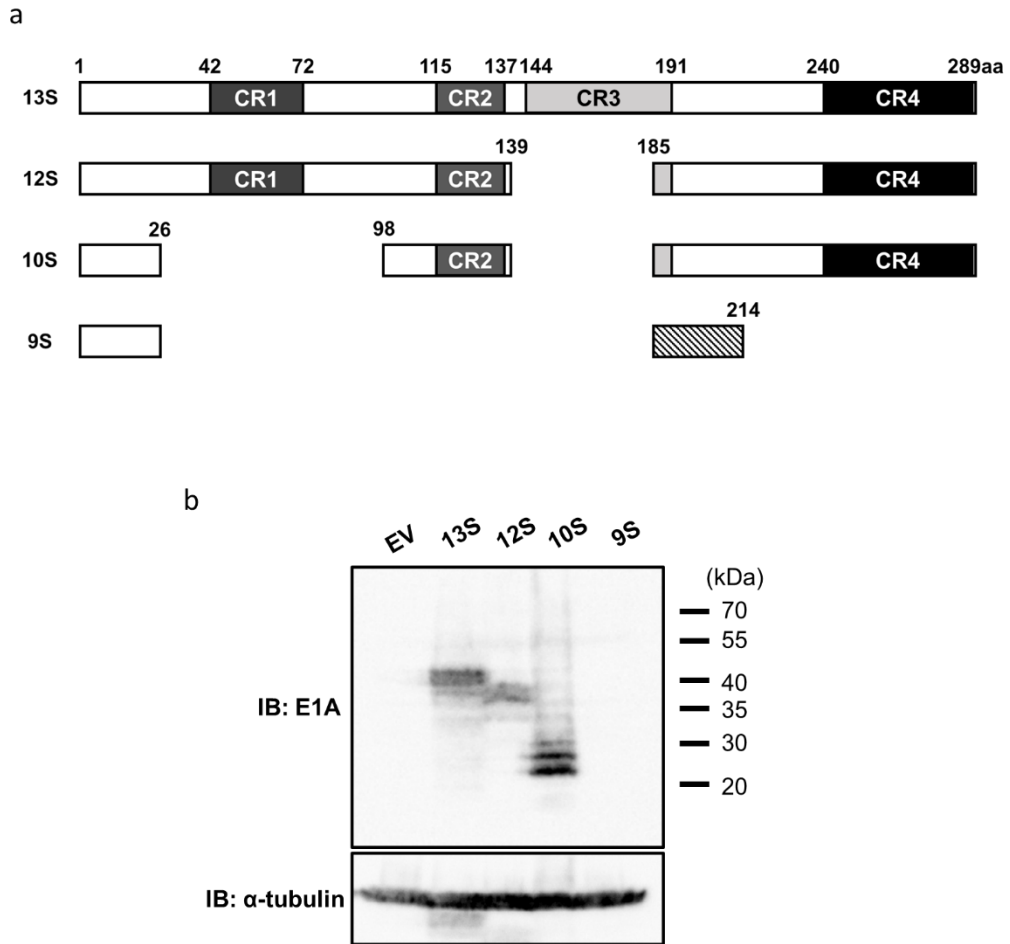 a
1 42 72 115 137 144 191 240 289aa
13S CR1 CR2 CR3 CR4
139 185
12S CR1 CR2 CR4
26 98
10S CR2 CR4
214
9S
b
EV 13S 12S 10S 9S
(kDa)
70
55
IB: E1A
40
35
30
20
IB: α-tubulin